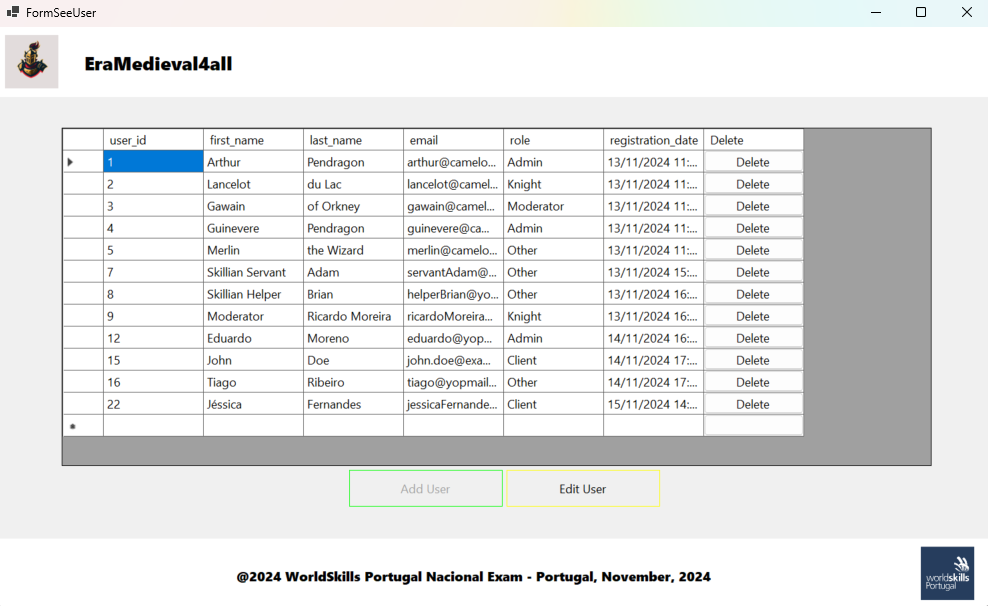 FormSeeUser
EraMedieval4all
user_id first_name last_name email role registration_date Delete
1 Arthur Pendragon arthur@camelo... Admin 13/11/2024 11:... Delete
2 Lancelot du Lac lancelot@camel... Knight 13/11/2024 11:... Delete
3 Gawain of Orkney gawain@camel... Moderator 13/11/2024 11:... Delete
4 Guinevere Pendragon guinevere@ca... Admin 13/11/2024 11:... Delete
5 Merlin the Wizard merlin@camelo... Other 13/11/2024 11:... Delete
7 Skillian Servant Adam servantAdam@... Other 13/11/2024 15:... Delete
8 Skillian Helper Brian helperBrian@yo... Other 13/11/2024 16:... Delete
9 Moderator Ricardo Moreira ricardoMoreira... Knight 13/11/2024 16:... Delete
12 Eduardo Moreno eduardo@yop... Admin 14/11/2024 16:... Delete
15 John Doe john.doe@exa... Client 14/11/2024 17:... Delete
16 Tiago Ribeiro tiago@yopmail... Other 14/11/2024 17:... Delete
22 Jéssica Fernandes jessicaFernande... Client 15/11/2024 14:... Delete
Add User Edit User
@2024 WorldSkills Portugal Nacional Exam - Portugal, November, 2024
worldskills
Portugal